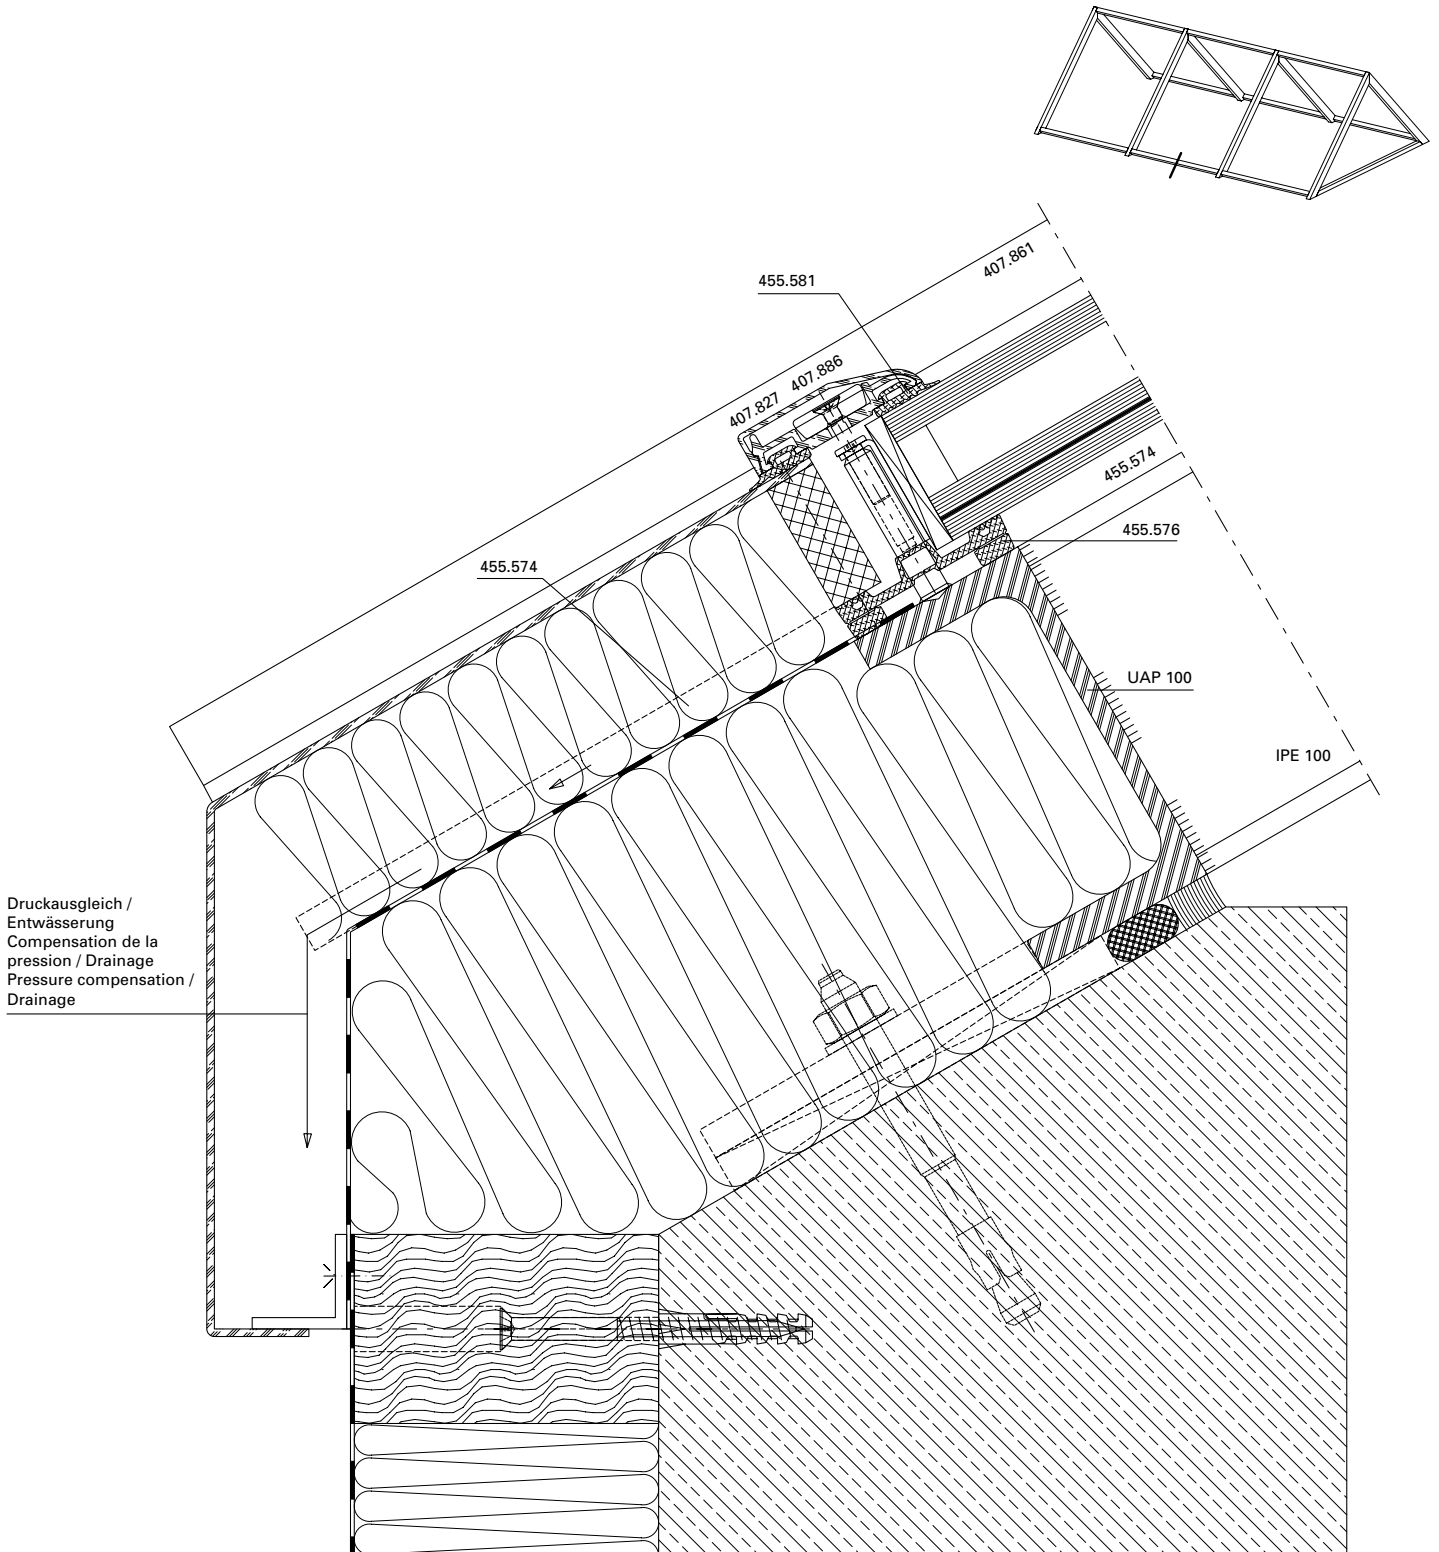 407.861
455.581
407.886
407.827
455.574
455.576
455.574
UAP 100
IPE 100
Druckausgleich /
Entwässerung
Compensation de la
pression / Drainage
Pressure compensation /
Drainage